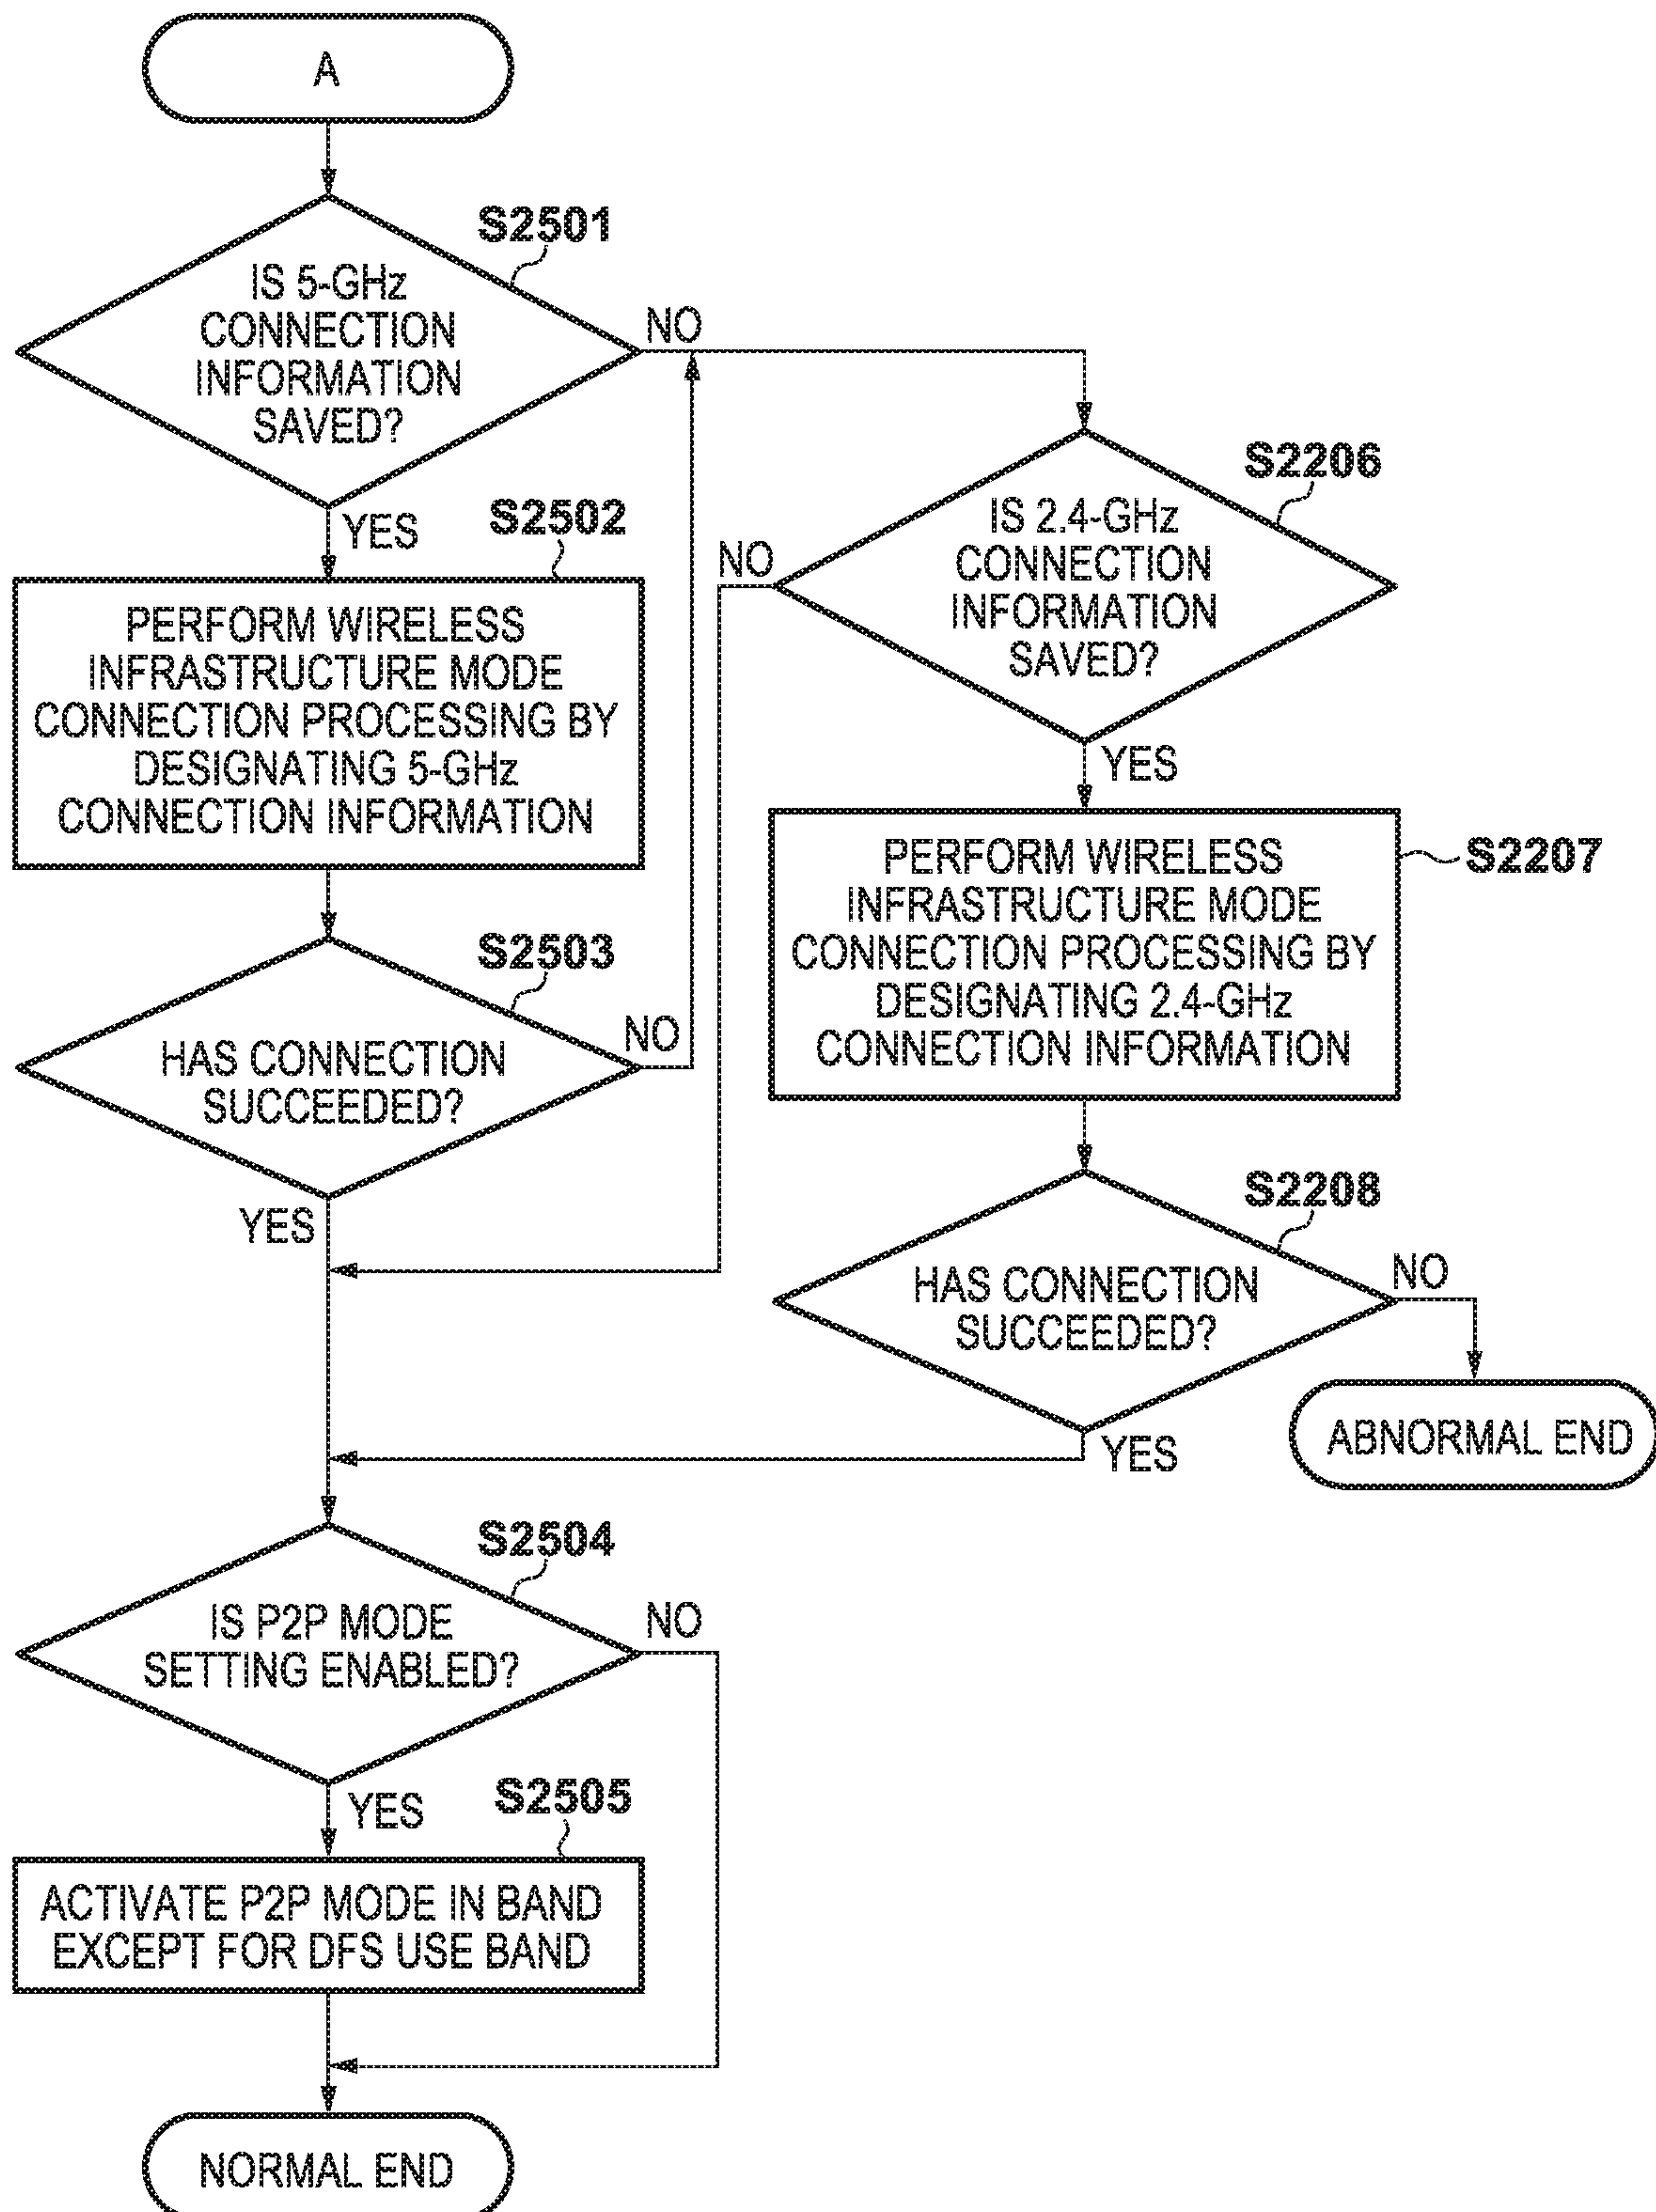 A
S2501
IS 5-GHz
CONNECTION
INFORMATION
SAVED?
NO
YES
S2502
PERFORM WIRELESS
INFRASTRUCTURE MODE
CONNECTION PROCESSING BY
DESIGNATING 5-GHz
CONNECTION INFORMATION
S2503
HAS CONNECTION
SUCCEEDED?
NO
YES
S2206
IS 2.4-GHz
CONNECTION
INFORMATION
SAVED?
NO
YES
S2207
PERFORM WIRELESS
INFRASTRUCTURE MODE
CONNECTION PROCESSING BY
DESIGNATING 2.4-GHz
CONNECTION INFORMATION
S2208
HAS CONNECTION
SUCCEEDED?
NO
ABNORMAL END
YES
S2504
IS P2P MODE
SETTING ENABLED?
NO
YES
S2505
ACTIVATE P2P MODE IN BAND
EXCEPT FOR DFS USE BAND
NORMAL END